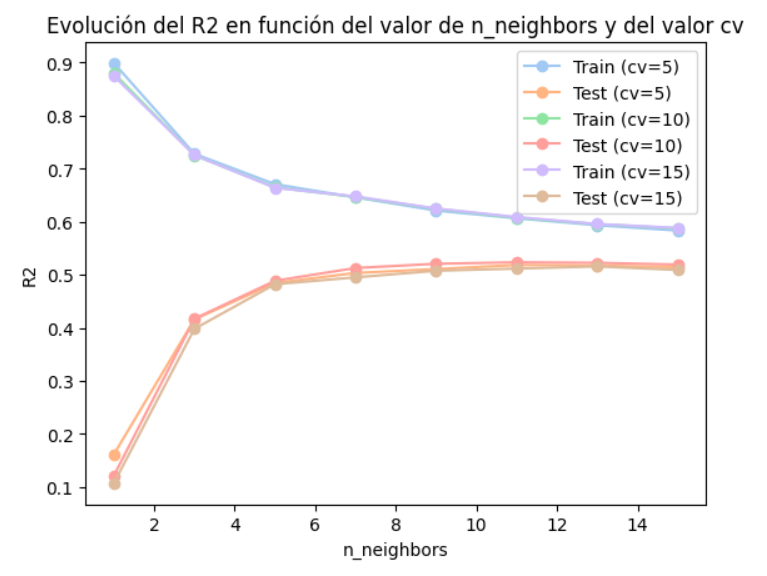 Evolución del R2 en función del valor de n_neighbors y del valor cv
0.9
0.8
0.7
0.6
0.5
0.4
0.3
0.2
0.1
R2
Train (cv=5)
Test (cv=5)
Train (cv=10)
Test (cv=10)
Train (cv=15)
Test (cv=15)
2 4 6 8 10 12 14
n_neighbors